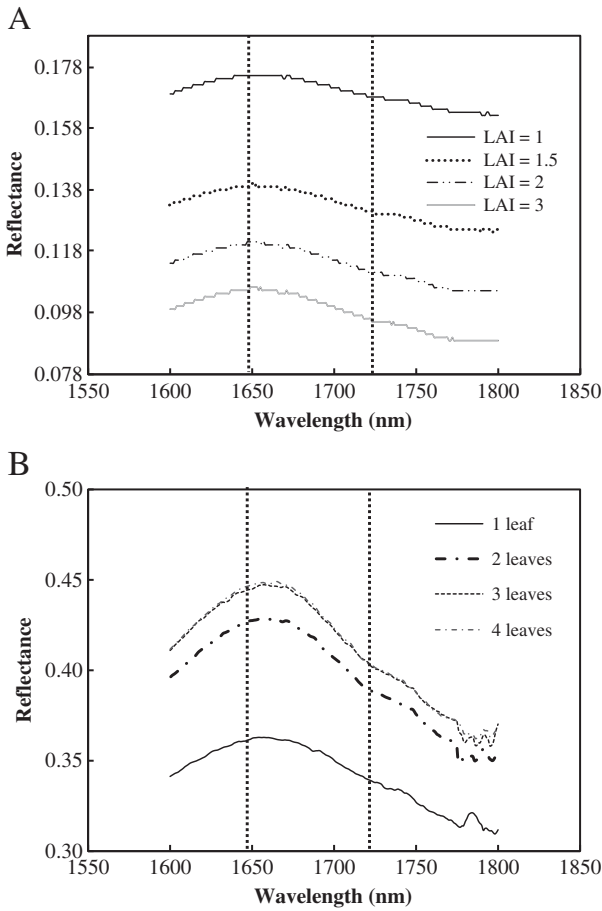 A
0.178
0.158
0.138
0.118
0.098
0.078
Reflectance
LAI = 1
LAI = 1.5
LAI = 2
LAI = 3
1550 1600 1650 1700 1750 1800 1850
Wavelength (nm)
B
0.50
0.45
0.40
0.35
0.30
Reflectance
1 leaf
2 leaves
3 leaves
4 leaves
1550 1600 1650 1700 1750 1800 1850
Wavelength (nm)